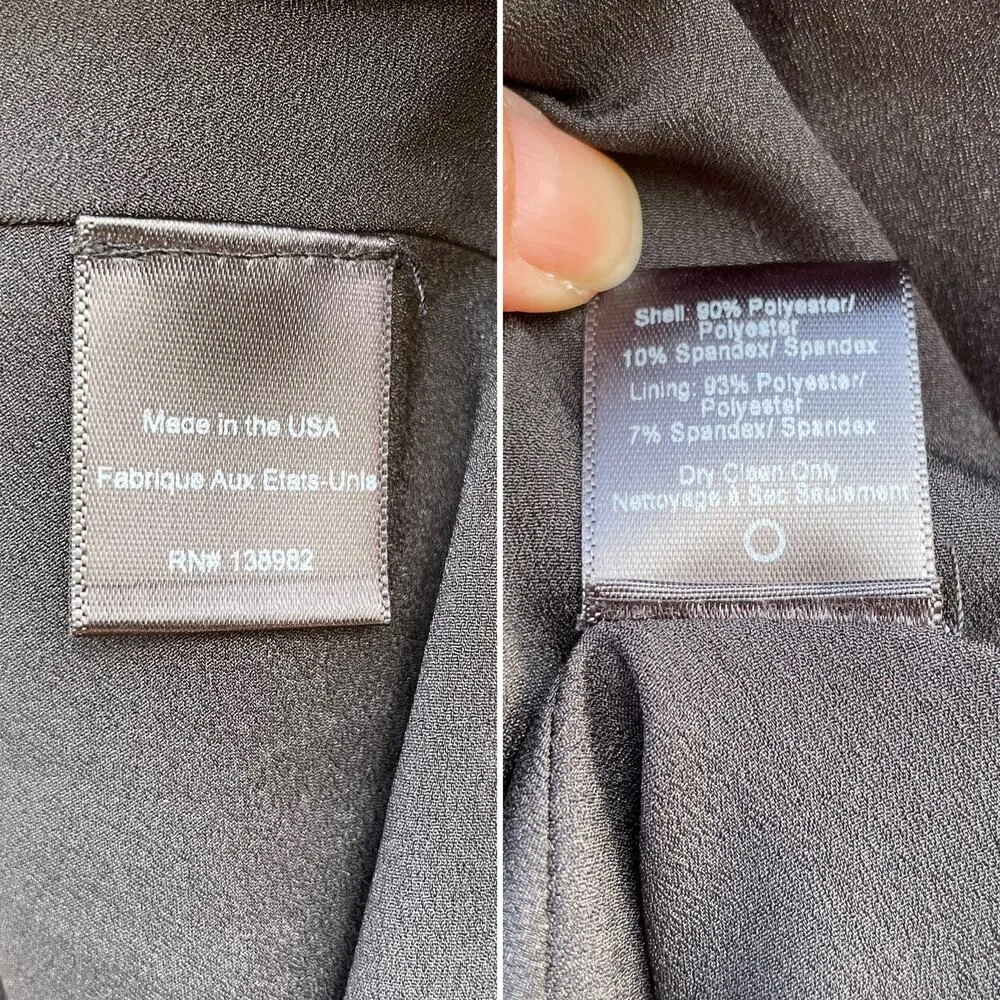 Made in the USA
Fabrique Aux Etats-Unis
RN# 138982
Shell: 90% Polyester/
Polyester
10% Spandex/ Spandex
Lining: 93% Polyester/
Polyester
7% Spandex/ Spandex
Dry Clean Only
Nettoyage à Sec Seulement